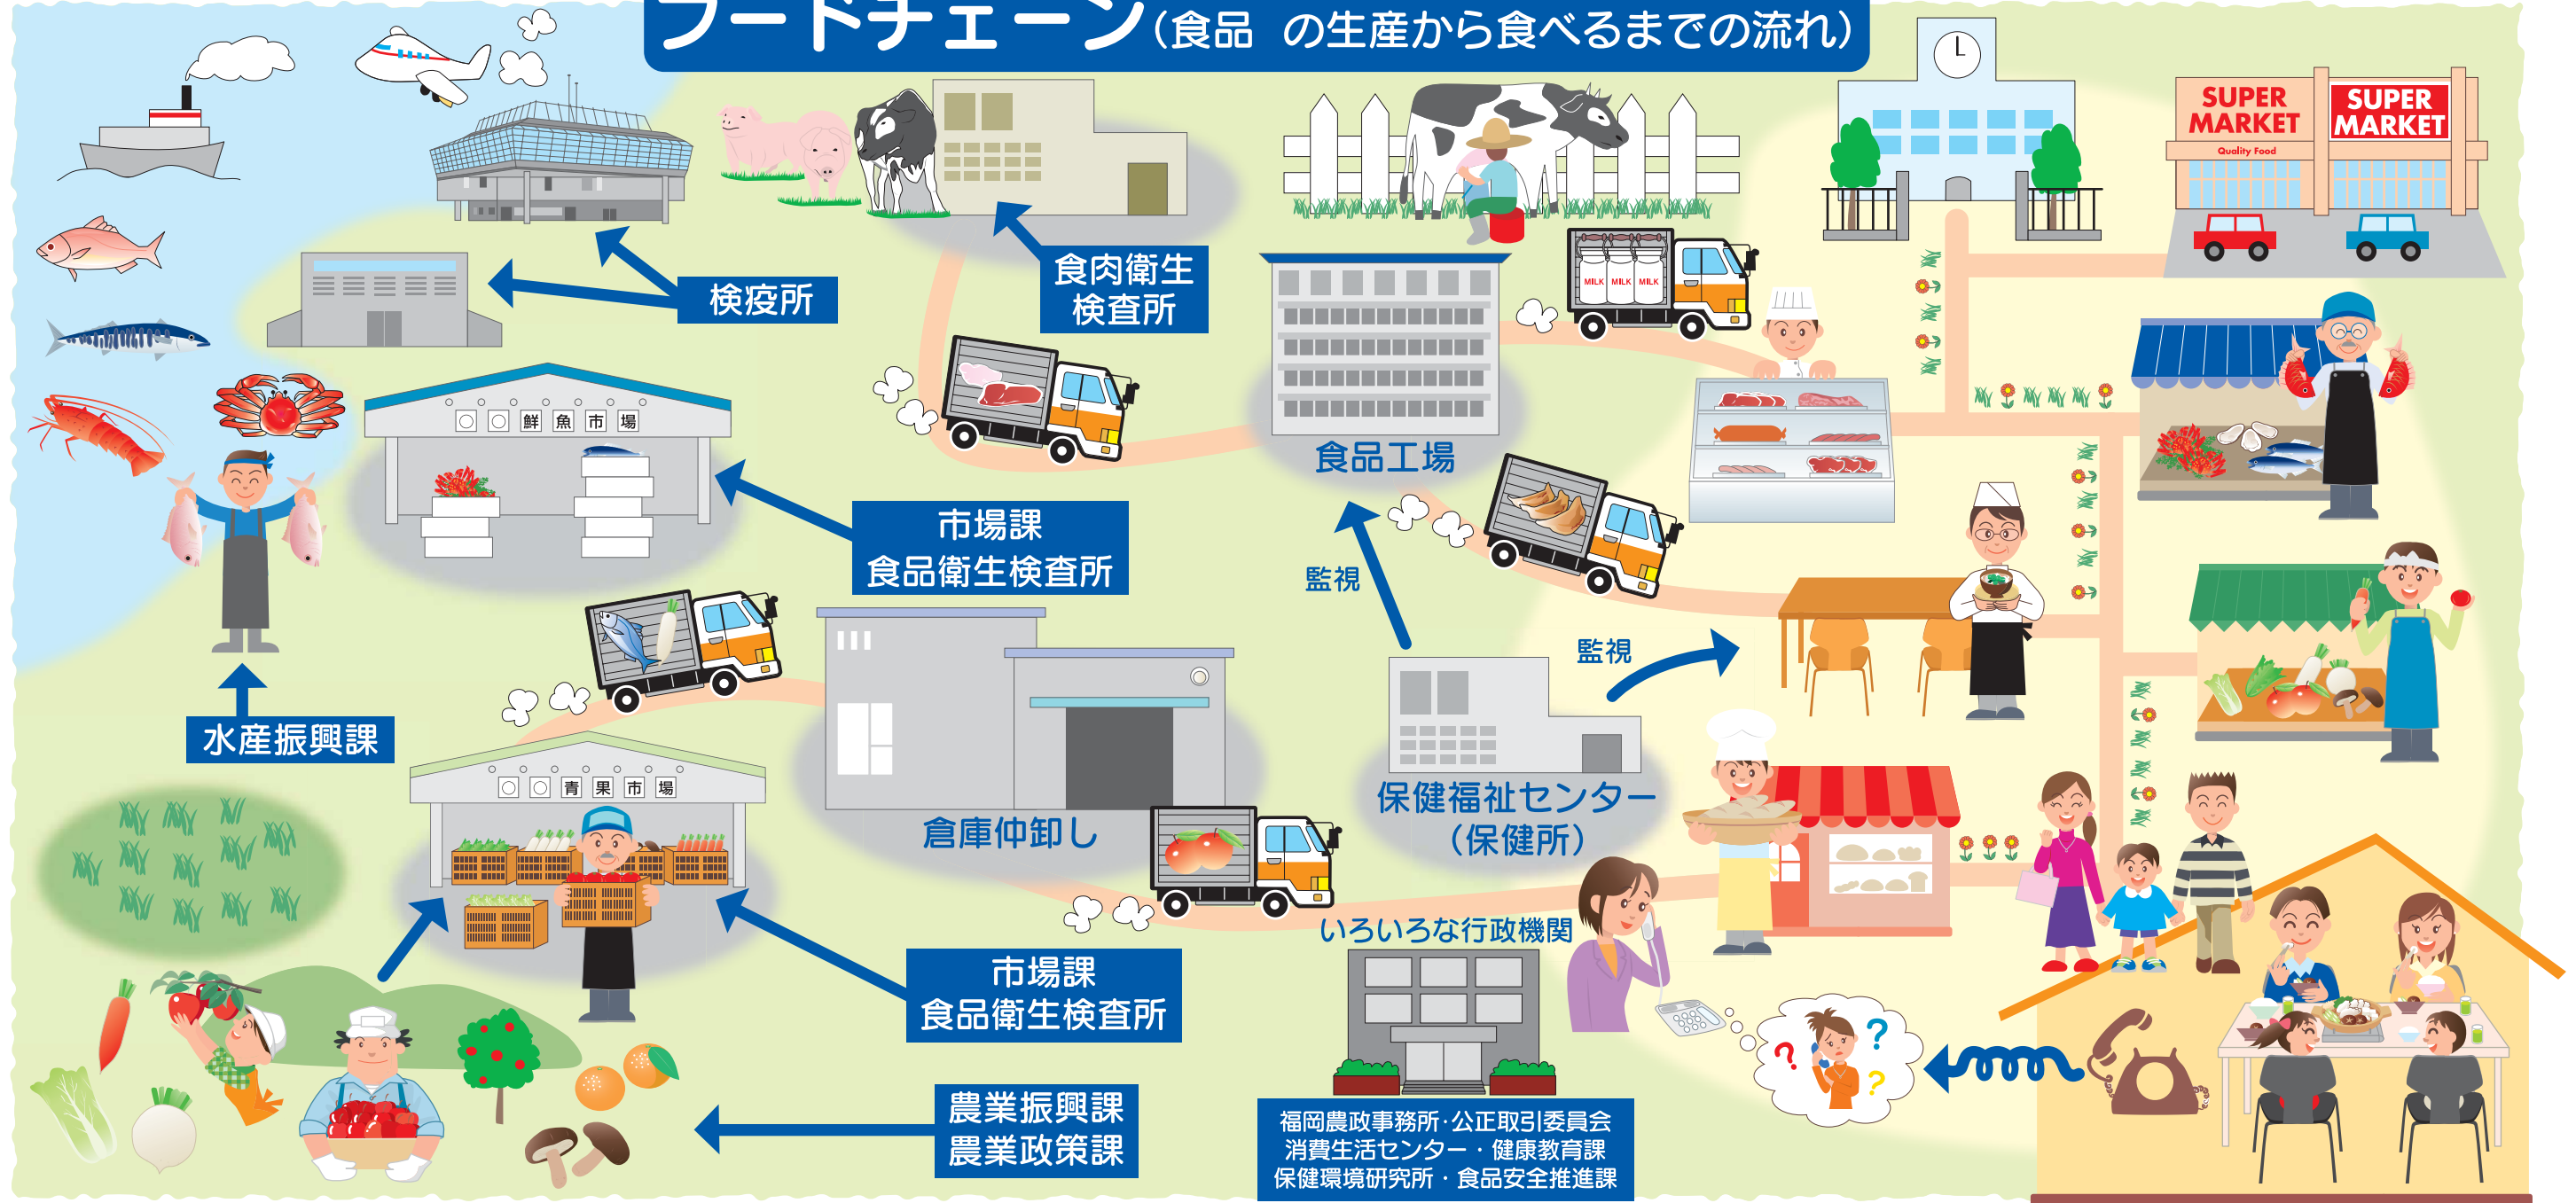 フードチェーン(食品 の生産から食べるまでの流れ)
SUPER
MARKET
Quality Food
SUPER
MARKET
検疫所
食肉衛生
検査所
MILK MILK MILK
○○鮮魚市場
食品工場
市場課
食品衛生検査所
監視
監視
水産振興課
○○青果市場
倉庫仲卸し
保健福祉センター
(保健所)
いろいろな行政機関
市場課
食品衛生検査所
?
?
?
農業振興課
農業政策課
福岡農政事務所・公正取引委員会
消費生活センター・健康教育課
保健環境研究所・食品安全推進課